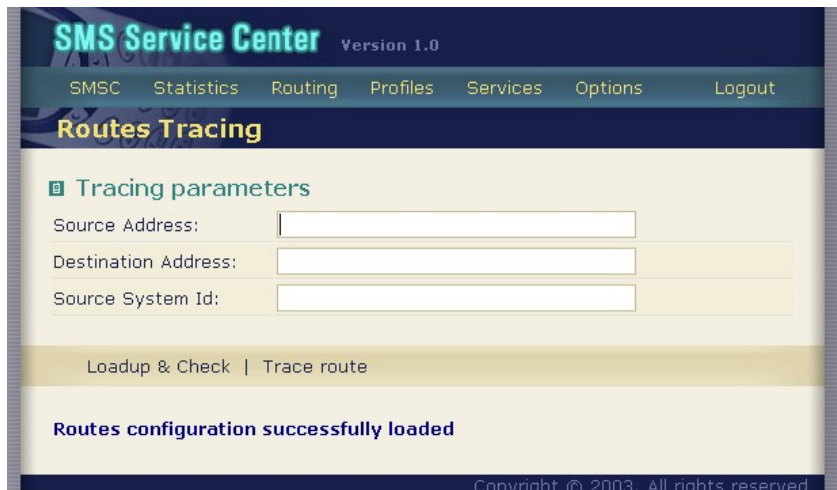 SMS Service Center Version 1.0
SMSC Statistics Routing Profiles Services Options Logout
Routes Tracing
Tracing parameters
Source Address:
Destination Address:
Source System Id:
Loadup & Check | Trace route
Routes configuration successfully loaded
Copyright © 2003. All rights reserved